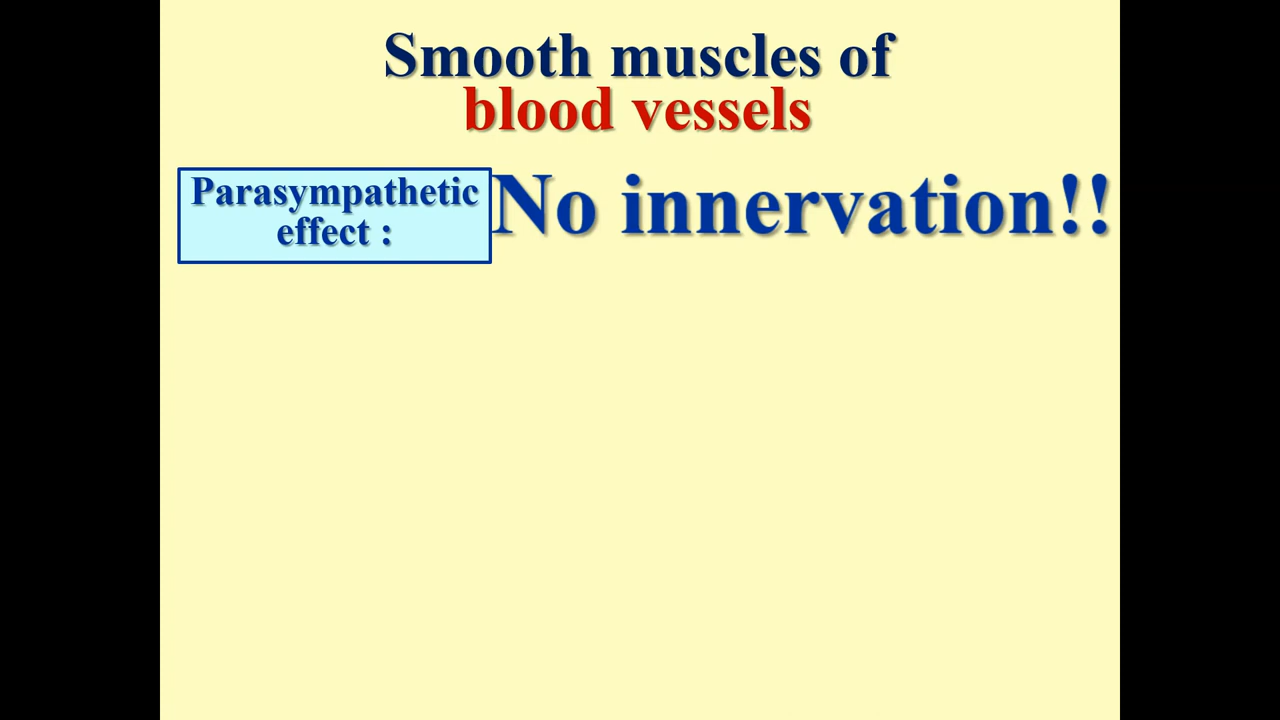 Smooth muscles of
blood vessels
Parasympathetic
effect :
No innervation!!